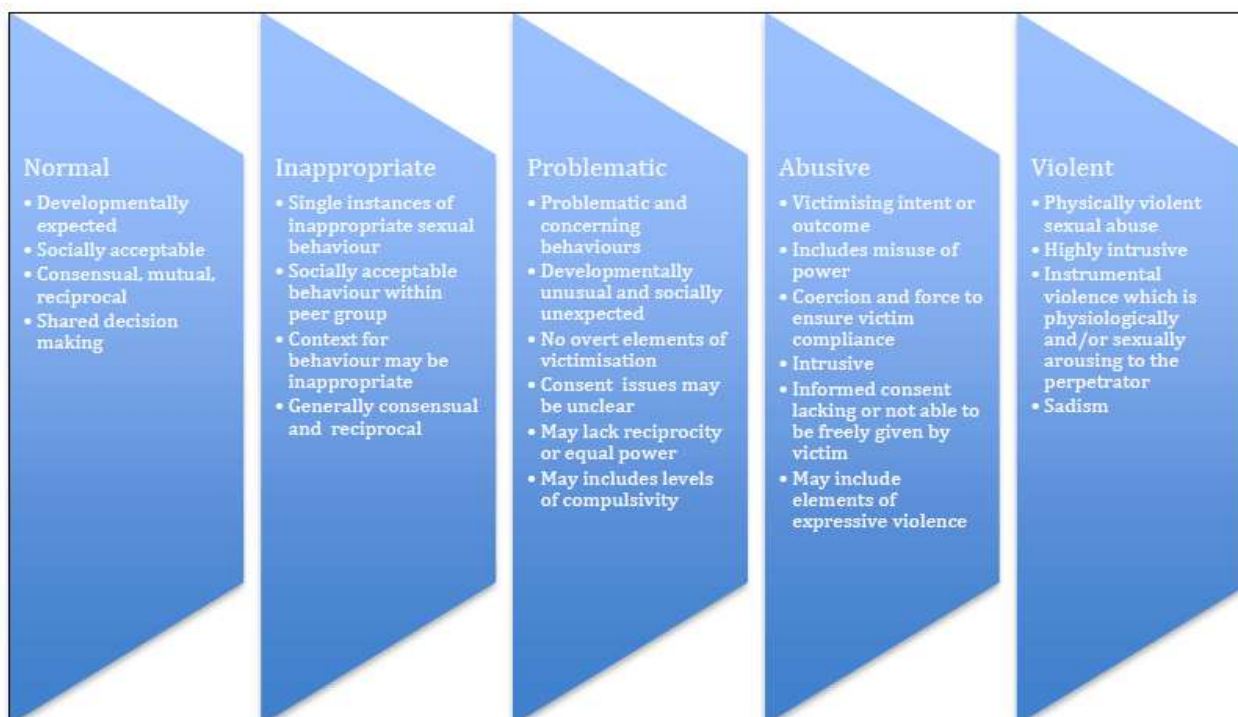 Normal
• Developmentally
expected
• Socially acceptable
• Consensual, mutual,
reciprocal
• Shared decision
making
Inappropriate
• Single instances of
inappropriate sexual
behaviour
• Socially acceptable
behaviour within
peer group
• Context for
behaviour may be
inappropriate
• Generally consensual
and reciprocal
Problematic
• Problematic and
concerning
behaviours
• Developmentally
unusual and socially
unexpected
• No overt elements of
victimisation
• Consent issues may
be unclear
• May lack reciprocity
or equal power
• May includes levels
of compulsivity
Abusive
• Victimising intent or
outcome
• Includes misuse of
power
• Coercion and force to
ensure victim
compliance
• Intrusive
• Informed consent
lacking or not able to
be freely given by
victim
• May include
elements of
expressive violence
Violent
• Physically violent
sexual abuse
• Highly intrusive
• Instrumental
violence which is
physiologically
and/or sexually
arousing to the
perpetrator
• Sadism